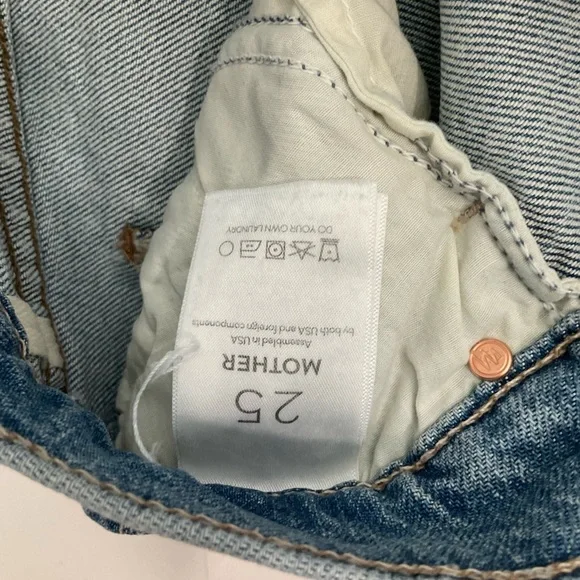 25
MOTHER
Assembled in USA
by both USA and foreign components
DO YOUR OWN LAUNDRY